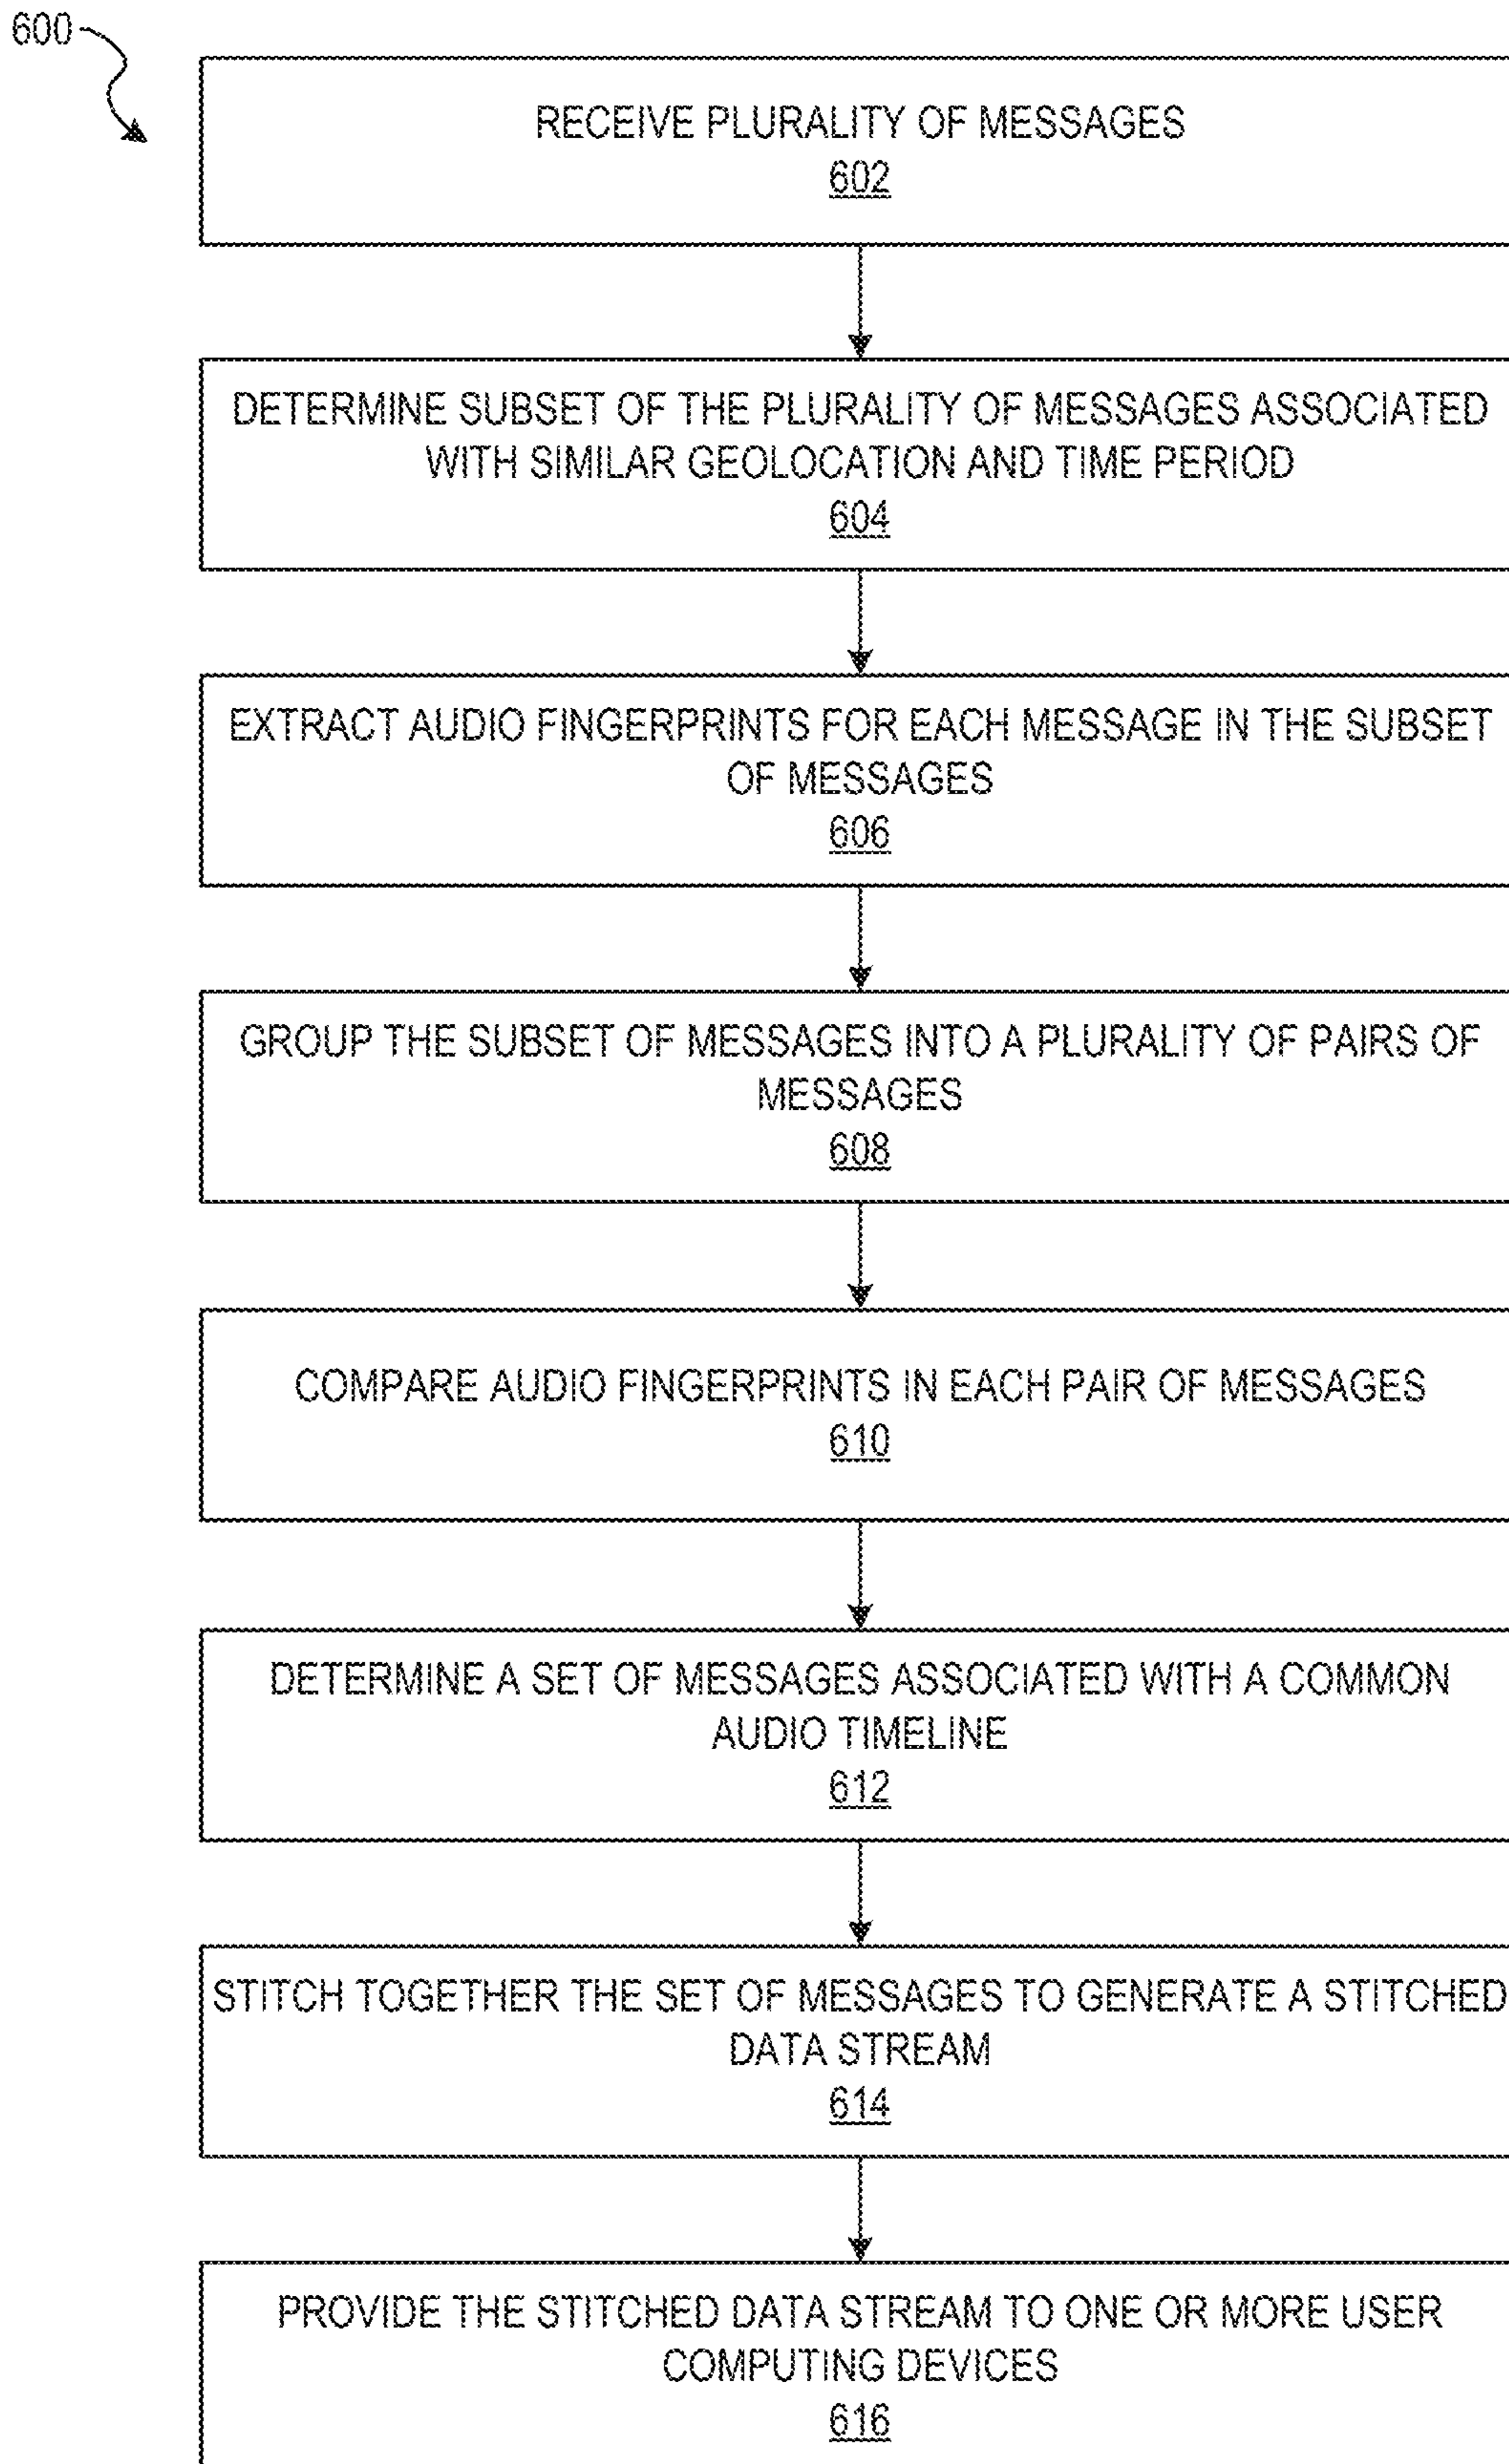 600
RECEIVE PLURALITY OF MESSAGES
602
DETERMINE SUBSET OF THE PLURALITY OF MESSAGES ASSOCIATED
WITH SIMILAR GEOLOCATION AND TIME PERIOD
604
EXTRACT AUDIO FINGERPRINTS FOR EACH MESSAGE IN THE SUBSET
OF MESSAGES
606
GROUP THE SUBSET OF MESSAGES INTO A PLURALITY OF PAIRS OF
MESSAGES
608
COMPARE AUDIO FINGERPRINTS IN EACH PAIR OF MESSAGES
610
DETERMINE A SET OF MESSAGES ASSOCIATED WITH A COMMON
AUDIO TIMELINE
612
STITCH TOGETHER THE SET OF MESSAGES TO GENERATE A STITCHED
DATA STREAM
614
PROVIDE THE STITCHED DATA STREAM TO ONE OR MORE USER
COMPUTING DEVICES
616